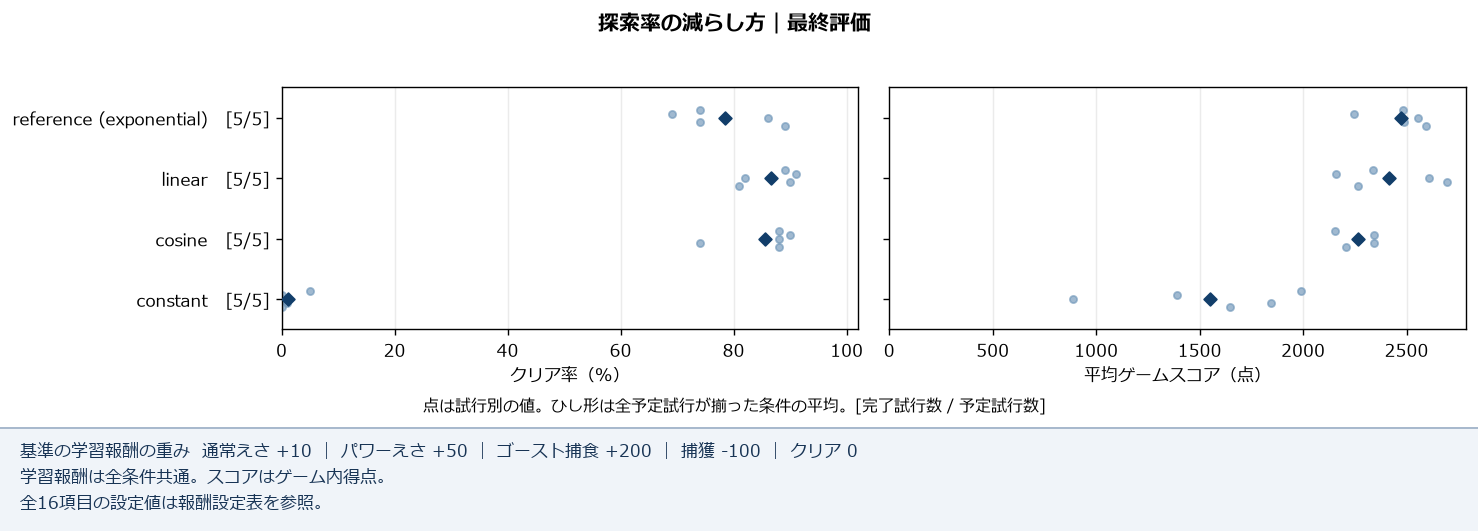 探索率の減らし方｜最終評価
reference (exponential) [5/5]
linear [5/5]
cosine [5/5]
constant [5/5]
0 20 40 60 80 100
0 500 1000 1500 2000 2500
クリア率（%）
平均ゲームスコア（点）
点は試行別の値。ひし形は全予定試行が揃った条件の平均。[完了試行数 / 予定試行数]
基準の学習報酬の重み 通常えさ +10 ｜ パワーえさ +50 ｜ ゴースト捕食 +200 ｜ 捕獲 -100 ｜ クリア 0
学習報酬は全条件共通。スコアはゲーム内得点。
全16項目の設定値は報酬設定表を参照。